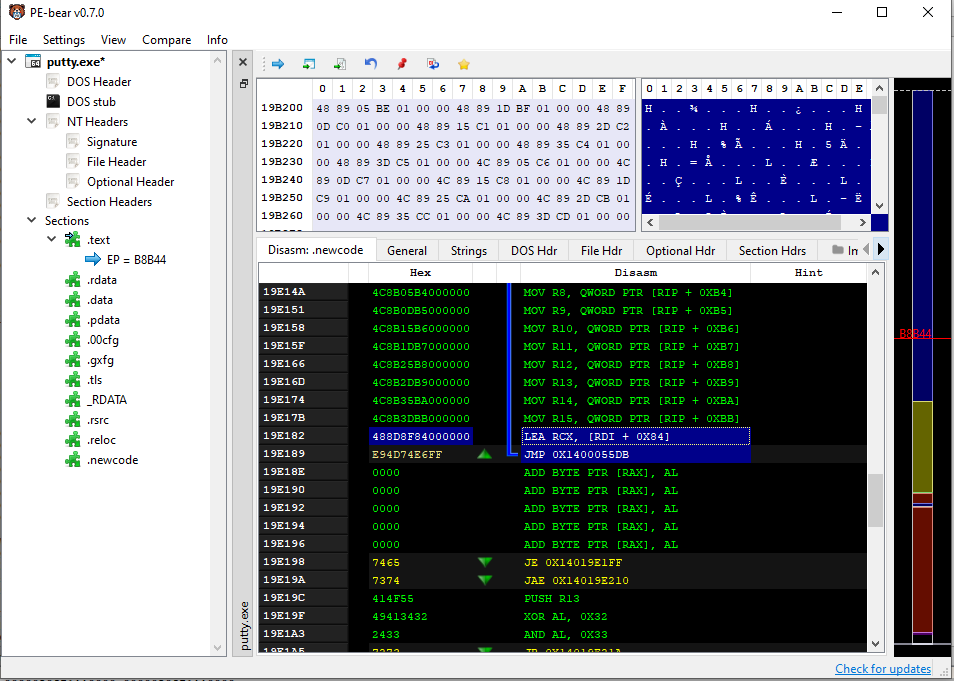 PE-bear v0.7.0
File Settings View Compare Info
putty.exe*
DOS Header
DOS stub
NT Headers
Signature
File Header
Optional Header
Section Headers
Sections
.text
EP = B8B44
.rdata
.data
.pdata
.00cfg
.gxfg
.tls
_RDATA
.rsrc
.reloc
.newcode
putty.exe
0 1 2 3 4 5 6 7 8 9 A B C D E F
19B200 48 89 05 BE 01 00 00 48 89 1D BF 01 00 00 48 89
19B210 0D C0 01 00 00 48 89 15 C1 01 00 00 48 89 2D C2
19B220 01 00 00 48 89 25 C3 01 00 00 48 89 35 C4 01 00
19B230 00 48 89 3D C5 01 00 00 4C 89 05 C6 01 00 00 4C
19B240 89 0D C7 01 00 00 4C 89 15 C8 01 00 00 4C 89 1D
19B250 C9 01 00 00 4C 89 25 CA 01 00 00 4C 89 2D CB 01
19B260 00 00 4C 89 35 CC 01 00 00 4C 89 3D CD 01 00 00
0 1 2 3 4 5 6 7 8 9 A B C D E
H . . ¾ . . . H . . ¿ . . . H
. À . . . H . . Á . . . H . -
. . . H . % Ã . . . H . 5 Ä .
. H . = Å . . . L . . Æ . . .
. . Ç . . . L . . È . . . L .
É . . . L . % Ê . . . L . - Ë
Disasm: .newcode General Strings DOS Hdr File Hdr Optional Hdr Section Hdrs
Hex Disasm Hint
19E14A 4C8B05B4000000 MOV R8, QWORD PTR [RIP + 0XB4]
19E151 4C8B0DB5000000 MOV R9, QWORD PTR [RIP + 0XB5]
19E158 4C8B15B6000000 MOV R10, QWORD PTR [RIP + 0XB6]
19E15F 4C8B1DB7000000 MOV R11, QWORD PTR [RIP + 0XB7]
19E166 4C8B25B8000000 MOV R12, QWORD PTR [RIP + 0XB8]
19E16D 4C8B2DB9000000 MOV R13, QWORD PTR [RIP + 0XB9]
19E174 4C8B35BA000000 MOV R14, QWORD PTR [RIP + 0XBA]
19E17B 4C8B3DBB000000 MOV R15, QWORD PTR [RIP + 0XBB]
19E182 488D8F84000000 LEA RCX, [RDI + 0X84]
19E189 E94D74E6FF JMP 0X1400055DB
19E18E 0000 ADD BYTE PTR [RAX], AL
19E190 0000 ADD BYTE PTR [RAX], AL
19E192 0000 ADD BYTE PTR [RAX], AL
19E194 0000 ADD BYTE PTR [RAX], AL
19E196 0000 ADD BYTE PTR [RAX], AL
19E198 7465 JE 0X14019E1FF
19E19A 7374 JAE 0X14019E210
19E19C 414F55 PUSH R13
19E19F 49413432 XOR AL, 0X32
19E1A3 2433 AND AL, 0X33
B8B44
Check for updates